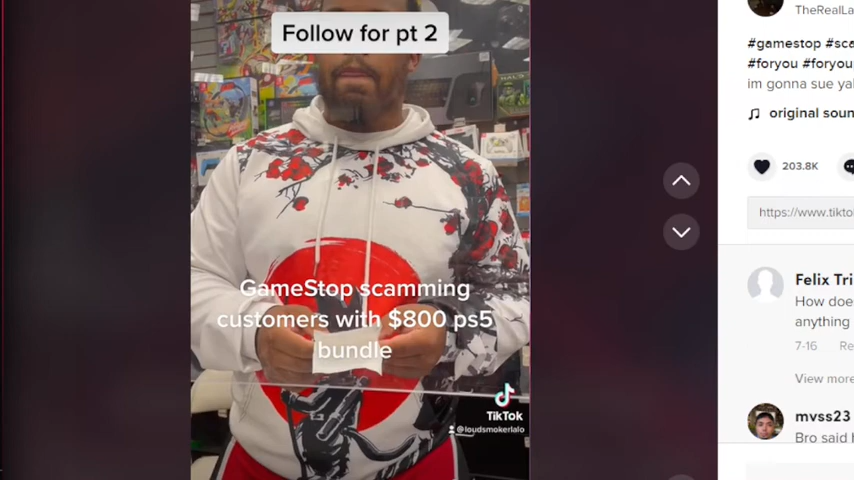 Follow for pt 2
GameStop scamming
customers with $800 ps5
bundle
TikTok
@loudsmokerlalo
TheRealLa
#gamestop #sca
#foryou #foryou
im gonna sue yal
original soun
203.8K
https://www.tikto
Felix Tri
How doe
anything
7-16 Re
View more
mvss23
Bro said h